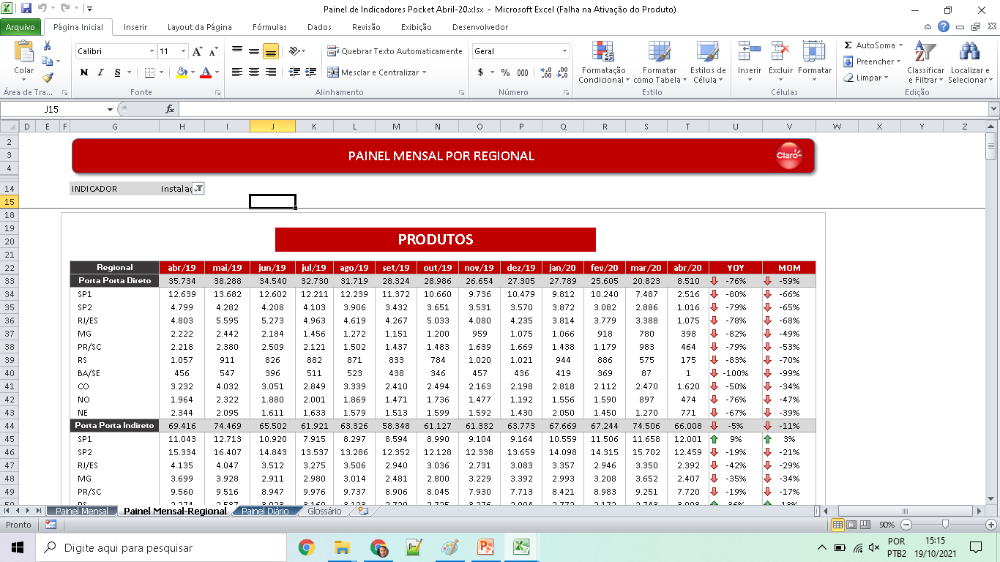 Painel de Indicadores Pocket Abril-20.xlsx - Microsoft Excel (Falha na Ativação do Produto)
Arquivo Página Inicial Inserir Layout da Página Fórmulas Dados Revisão Exibição Desenvolvedor
Colar
Área de Tra...
Calibri 11
N I S
Fonte
Quebrar Texto Automaticamente
Mesclar e Centralizar
Alinhamento
Geral
$ % 000
Número
Formatação Condicional
Formatar como Tabela
Estilos de Célula
Estilo
Inserir Excluir Formatar
Células
Σ AutoSoma
Preencher
Limpar
Classificar e Filtrar
Localizar e Selecionar
Edição
J15 fx
D E F G H I J K L M N O P Q R S T U V W X Y Z
2
3 PAINEL MENSAL POR REGIONAL Claro
4
14 INDICADOR Instalaç
15
18
19
20 PRODUTOS
21
22 Regional abr/19 mai/19 jun/19 jul/19 ago/19 set/19 out/19 nov/19 dez/19 jan/20 fev/20 mar/20 abr/20 YOY MOM
33 Porta Porta Direto 35.734 38.288 34.540 32.730 31.719 28.324 28.986 26.654 27.305 27.789 25.605 20.823 8.510 -76% -59%
34 SP1 12.639 13.682 12.602 12.211 12.239 11.372 10.660 9.736 10.479 9.812 10.240 7.487 2.516 -80% -66%
35 SP2 4.799 4.282 4.208 4.103 3.906 3.432 3.651 3.531 3.570 3.872 3.082 2.886 1.016 -79% -65%
36 RJ/ES 4.803 5.595 5.273 4.963 4.619 4.267 5.033 4.080 4.235 3.814 3.779 3.388 1.075 -78% -68%
37 MG 2.222 2.442 2.184 1.456 1.272 1.151 1.200 959 1.075 1.066 918 780 398 -82% -49%
38 PR/SC 2.218 2.380 2.509 2.121 1.502 1.437 1.483 1.639 1.669 1.438 1.179 983 464 -79% -53%
39 RS 1.057 911 826 882 871 833 784 1.020 1.021 944 886 575 175 -83% -70%
40 BA/SE 456 547 396 511 523 438 346 457 436 419 369 87 1 -100% -99%
41 CO 3.232 4.032 3.051 2.849 3.339 2.410 2.494 2.163 2.198 2.818 2.112 2.470 1.620 -50% -34%
42 NO 1.964 2.322 1.880 2.001 1.869 1.471 1.736 1.477 1.192 1.556 1.590 897 474 -76% -47%
43 NE 2.344 2.095 1.611 1.633 1.579 1.513 1.599 1.592 1.430 2.050 1.450 1.270 771 -67% -39%
44 Porta Porta Indireto 69.416 74.469 65.502 61.921 63.326 58.348 61.127 61.332 63.773 67.669 67.244 74.506 66.008 -5% -11%
45 SP1 11.043 12.713 10.920 7.915 8.297 8.594 8.990 9.104 9.164 10.559 11.506 11.658 12.001 9% 3%
46 SP2 15.334 16.407 14.843 13.537 13.286 12.352 12.128 12.338 13.659 14.098 14.315 15.702 12.459 -19% -21%
47 RJ/ES 4.135 4.047 3.512 3.275 3.506 2.940 3.036 2.731 3.083 3.357 2.946 3.350 2.392 -42% -29%
48 MG 3.699 3.928 2.911 2.980 3.014 2.481 2.800 3.229 3.392 2.993 3.208 3.652 2.407 -35% -34%
49 PR/SC 9.560 9.516 8.947 9.976 9.737 8.906 8.045 7.930 7.713 8.421 8.983 9.251 7.720 -19% -17%
Painel Mensal Painel Mensal-Regional Painel Diário Glossário
Pronto 90%
Digite aqui para pesquisar
POR 15:15
PTB2 19/10/2021